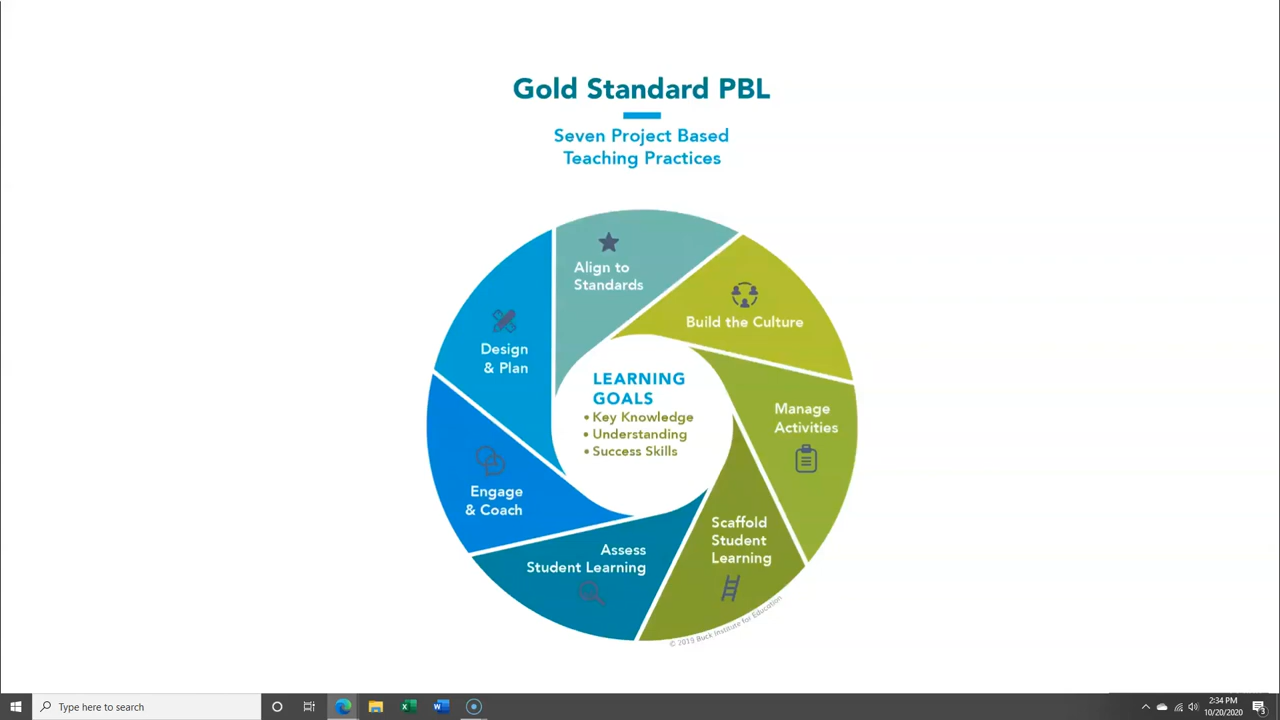 Gold Standard PBL
Seven Project Based
Teaching Practices
Align to
Standards
Build the Culture
Manage
Activities
Scaffold
Student
Learning
Assess
Student Learning
Engage
& Coach
Design
& Plan
LEARNING
GOALS
• Key Knowledge
• Understanding
• Success Skills
© 2019 Buck Institute for Education
Type here to search
2:34 PM
10/20/2020
3